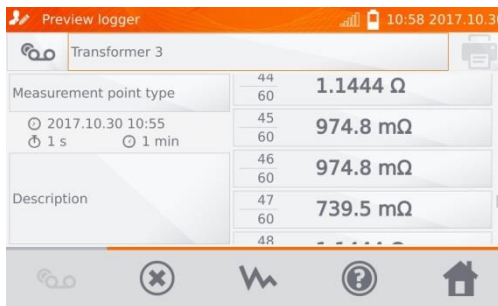 Preview logger
10:58 2017.10.30
Transformer 3
Measurement point type
2017.10.30 10:55
1 s 1 min
Description
44
60
1.1444 Ω
45
60
974.8 mΩ
46
60
974.8 mΩ
47
60
739.5 mΩ
48